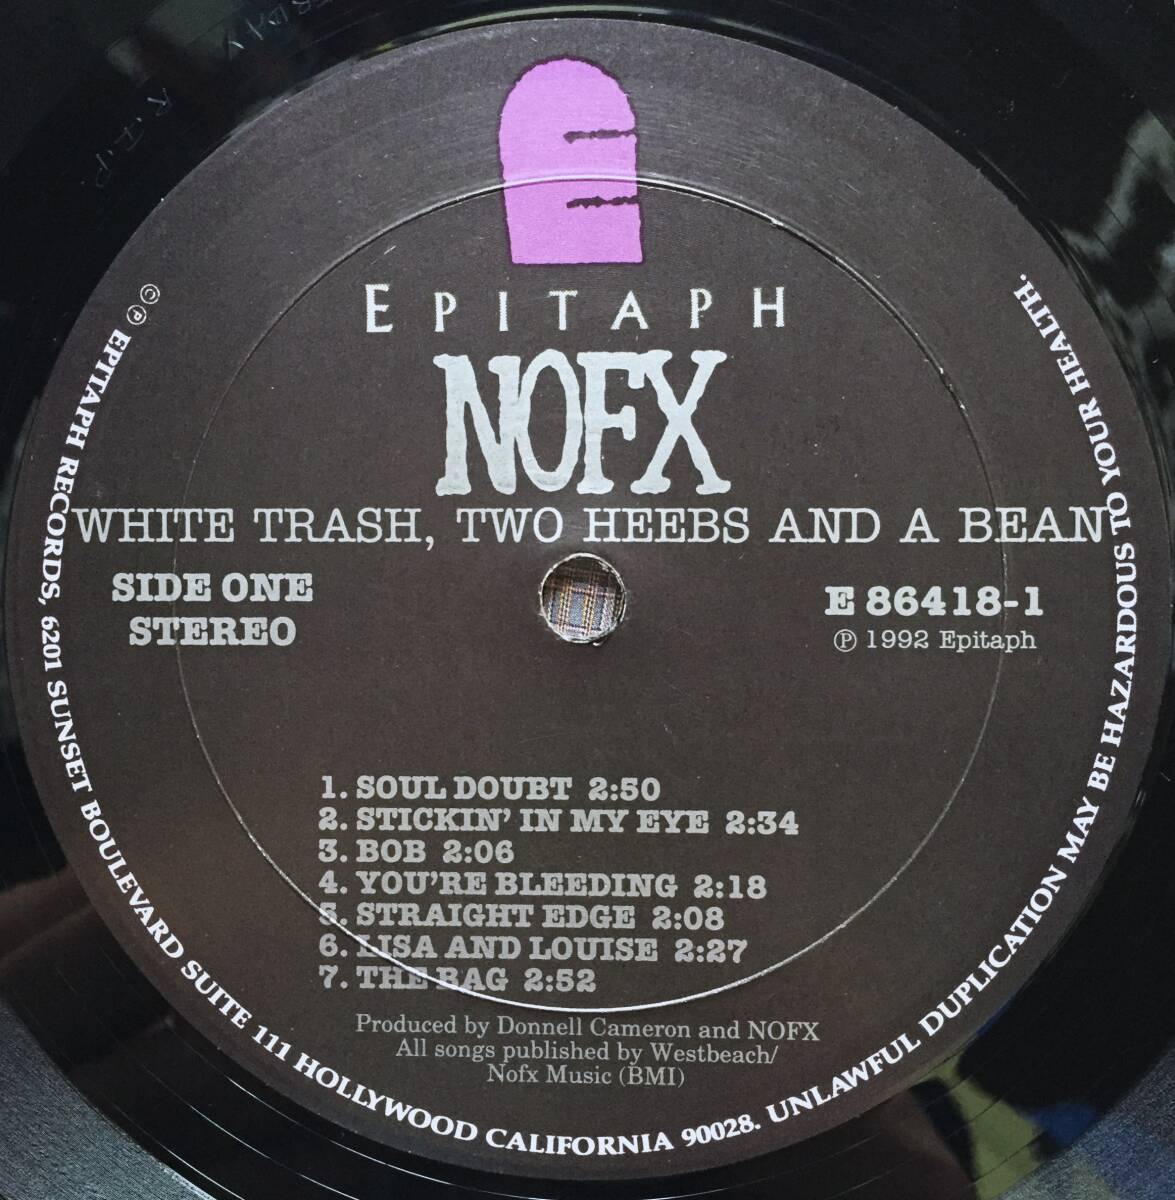 EPITAPH
NOFX
WHITE TRASH, TWO HEEBS AND A BEAN
SIDE ONE
STEREO
E 86418-1
℗ 1992 Epitaph
1. SOUL DOUBT 2:50
2. STICKIN' IN MY EYE 2:34
3. BOB 2:06
4. YOU'RE BLEEDING 2:18
5. STRAIGHT EDGE 2:08
6. LISA AND LOUISE 2:27
7. THE BAG 2:52
Produced by Donnell Cameron and NOFX
All songs published by Westbeach/
Nofx Music (BMI)
©℗ EPITAPH RECORDS, 6201 SUNSET BOULEVARD SUITE 111 HOLLYWOOD CALIFORNIA 90028. UNLAWFUL DUPLICATION MAY BE HAZARDOUS TO YOUR HEALTH.
R.I.P.